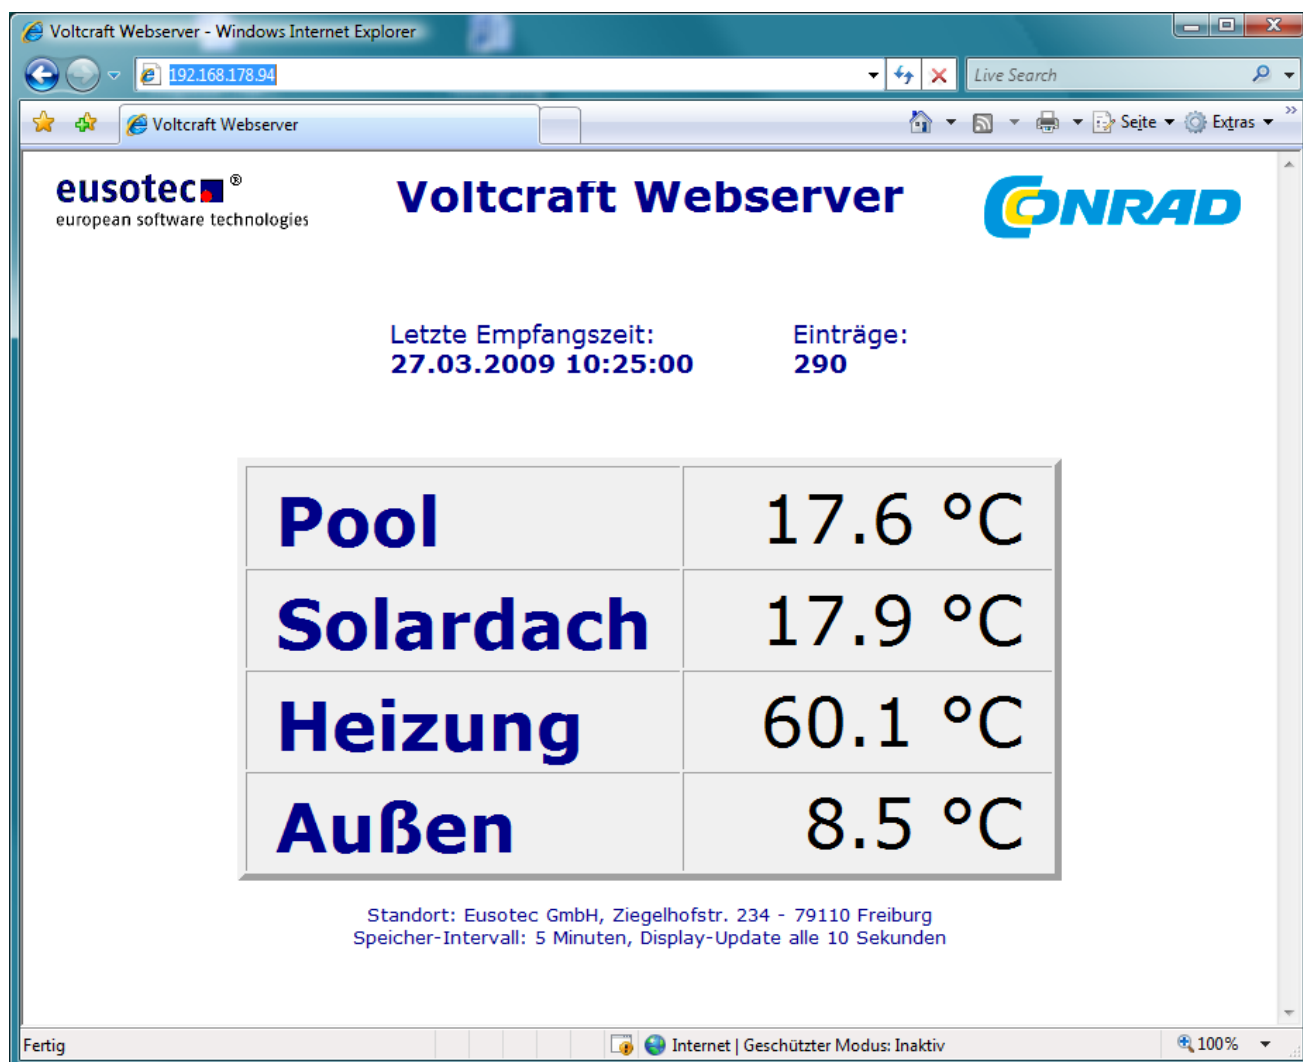 Voltcraft Webserver - Windows Internet Explorer
192.168.178.94
Live Search
Voltcraft Webserver
Seite
Extras
eusotec ®
european software technologies
Voltcraft Webserver
CONRAD
Letzte Empfangszeit:
27.03.2009 10:25:00
Einträge:
290
Pool 17.6 °C
Solardach 17.9 °C
Heizung 60.1 °C
Außen 8.5 °C
Standort: Eusotec GmbH, Ziegelhofstr. 234 - 79110 Freiburg
Speicher-Intervall: 5 Minuten, Display-Update alle 10 Sekunden
Fertig
Internet | Geschützter Modus: Inaktiv
100%